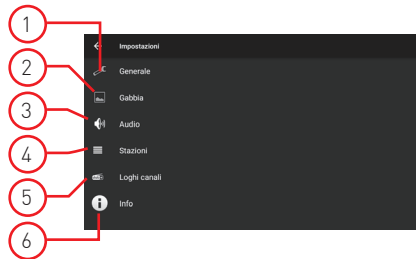 Impostazioni
1
Generale
2
Gabbia
3
Audio
4
Stazioni
5
Loghi canali
6
Info